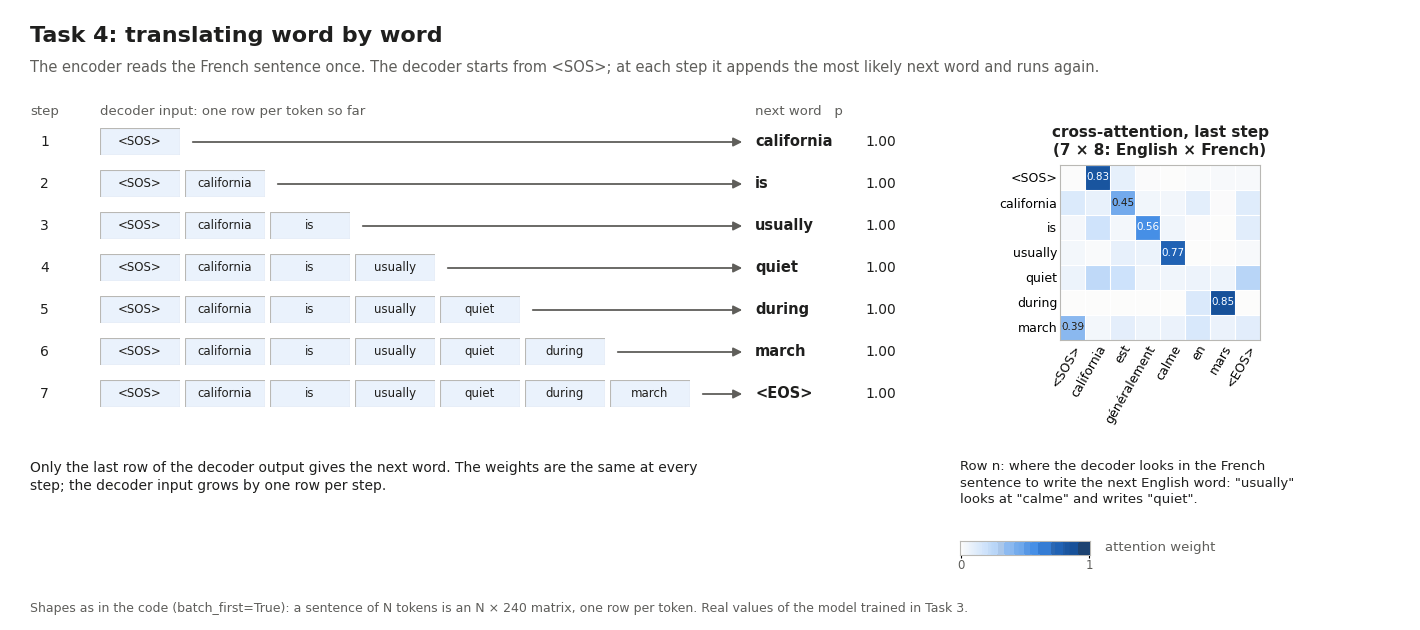 Task 4: translating word by word
The encoder reads the French sentence once. The decoder starts from <SOS>; at each step it appends the most likely next word and runs again.
step decoder input: one row per token so far next word p
1 <SOS> california 1.00
2 <SOS> california is 1.00
3 <SOS> california is usually 1.00
4 <SOS> california is usually quiet 1.00
5 <SOS> california is usually quiet during 1.00
6 <SOS> california is usually quiet during march 1.00
7 <SOS> california is usually quiet during march <EOS> 1.00
Only the last row of the decoder output gives the next word. The weights are the same at every
step; the decoder input grows by one row per step.
cross-attention, last step
(7 × 8: English × French)
<SOS> 0.83
california 0.45
is 0.56
usually 0.77
quiet
during 0.85
march 0.39
<SOS> california est généralement calme en mars <EOS>
Row n: where the decoder looks in the French
sentence to write the next English word: "usually"
looks at "calme" and writes "quiet".
attention weight
0 1
Shapes as in the code (batch_first=True): a sentence of N tokens is an N × 240 matrix, one row per token. Real values of the model trained in Task 3.